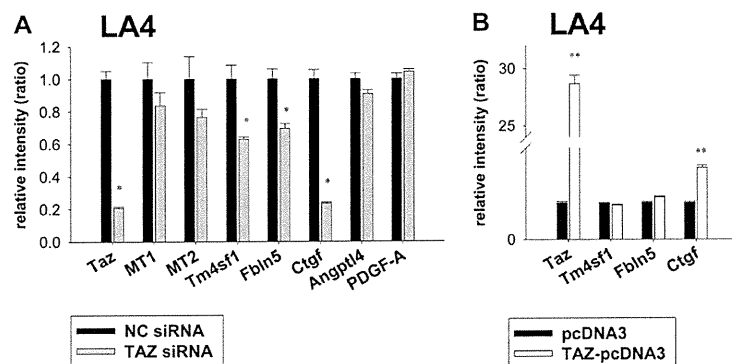 A LA4
relative intensity (ratio)
1.2
1.0
0.8
0.6
0.4
0.2
0.0
* * * *
Taz MT1 MT2 Tm4sf1 Fbln5 Ctgf Angptl4 PDGF-A
NC siRNA
TAZ siRNA
B LA4
relative intensity (ratio)
30
25
0
** **
Taz Tm4sf1 Fbln5 Ctgf
pcDNA3
TAZ-pcDNA3